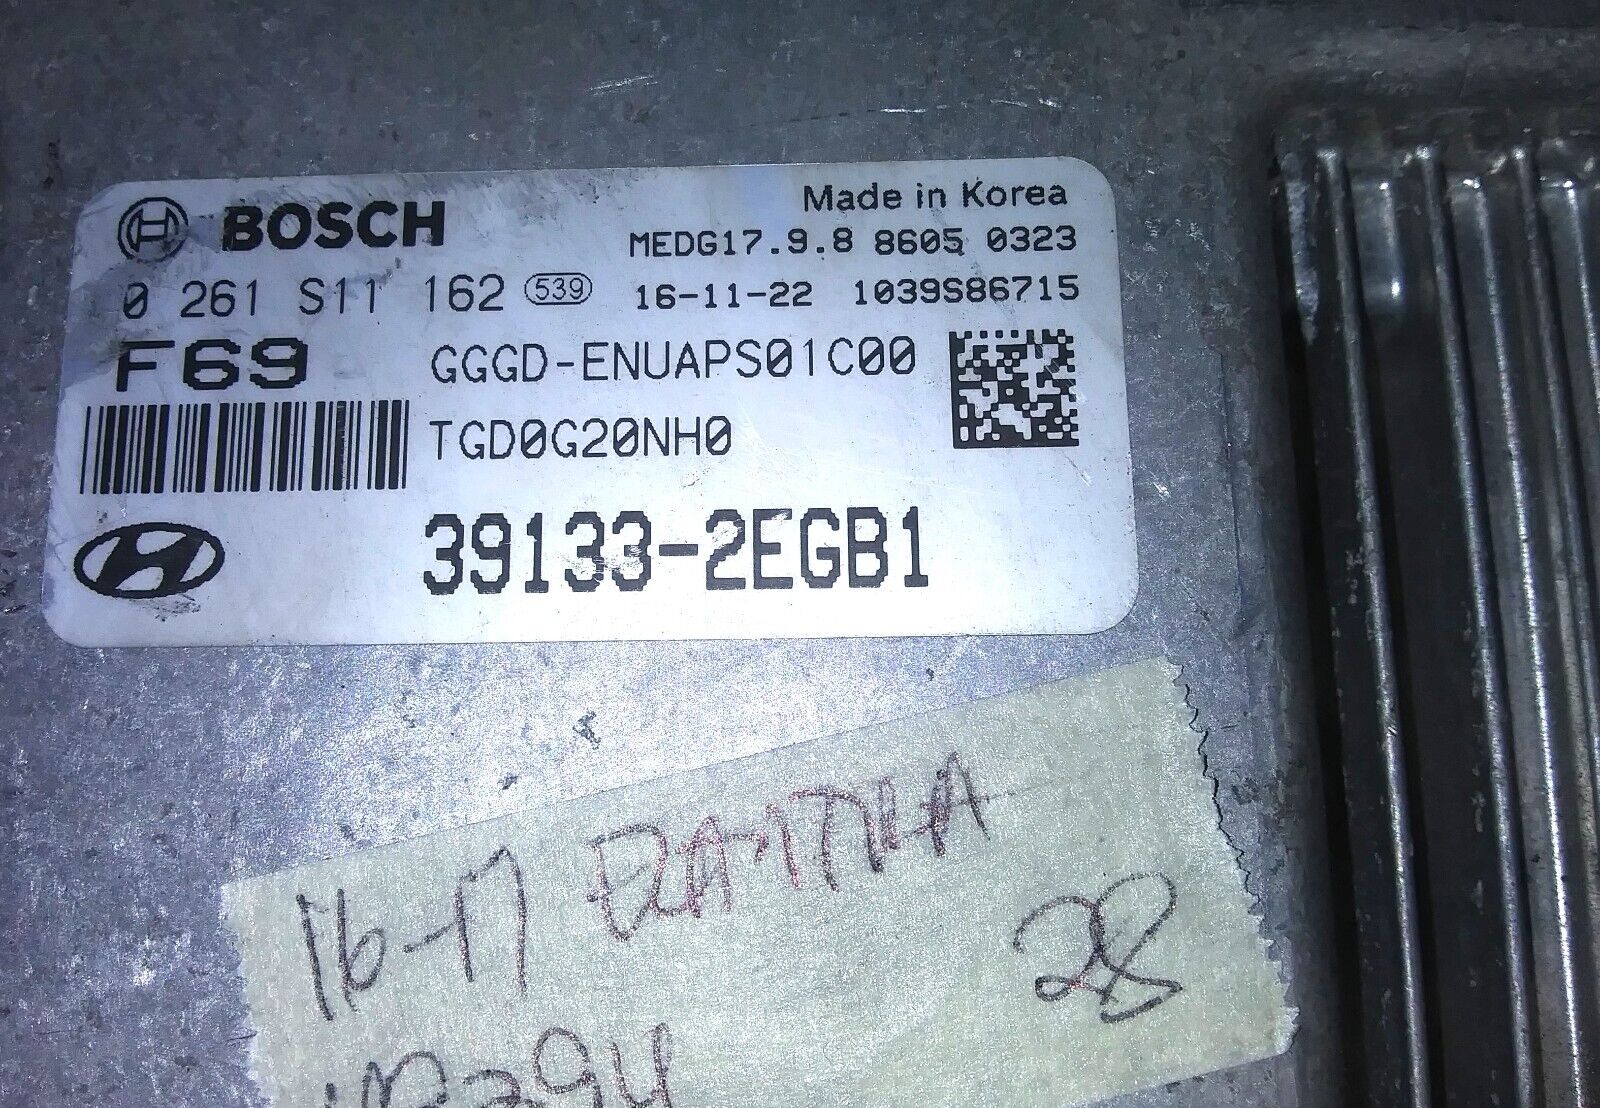 BOSCH
Made in Korea
MEDG17.9.8 8605 0323
0 261 S11 162 539
16-11-22 1039S86715
F69
GGGD-ENUAPS01C00
TGD0G20NH0
39133-2EGB1
16-17 ELANTRA
28